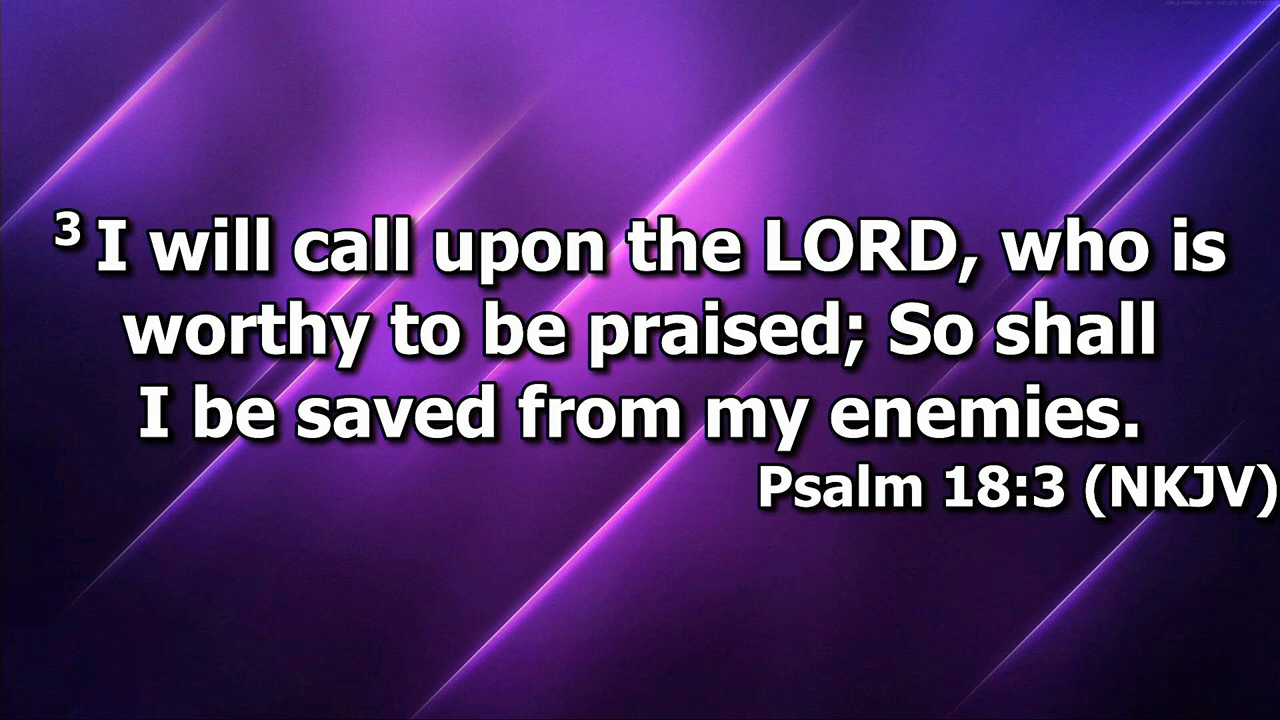 ³ I will call upon the LORD, who is
worthy to be praised; So shall
I be saved from my enemies.
Psalm 18:3 (NKJV)